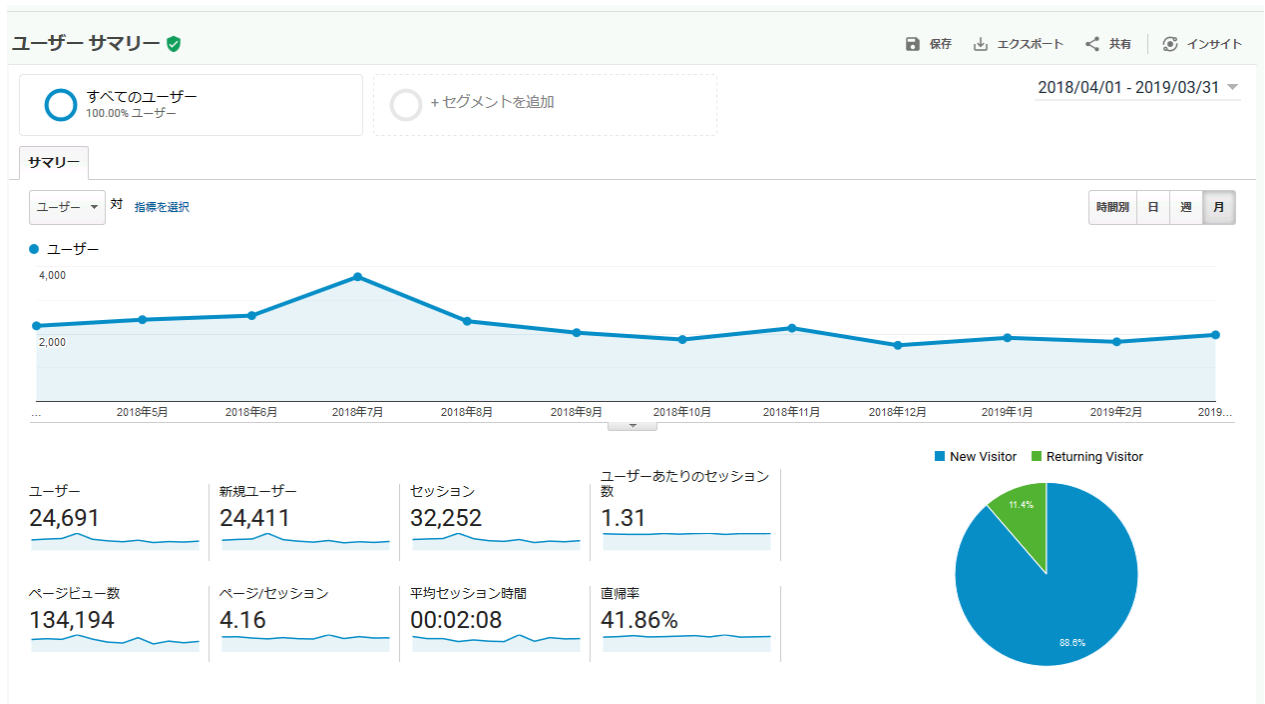 ユーザー サマリー
保存 エクスポート 共有 インサイト
すべてのユーザー
100.00% ユーザー
+ セグメントを追加
2018/04/01 - 2019/03/31
サマリー
ユーザー 対 指標を選択
時間別 日 週 月
ユーザー
4,000
2,000
... 2018年5月 2018年6月 2018年7月 2018年8月 2018年9月 2018年10月 2018年11月 2018年12月 2019年1月 2019年2月 2019...
New Visitor Returning Visitor
ユーザー
24,691
新規ユーザー
24,411
セッション
32,252
ユーザーあたりのセッション
数
1.31
ページビュー数
134,194
ページ/セッション
4.16
平均セッション時間
00:02:08
直帰率
41.86%
11.4%
88.6%